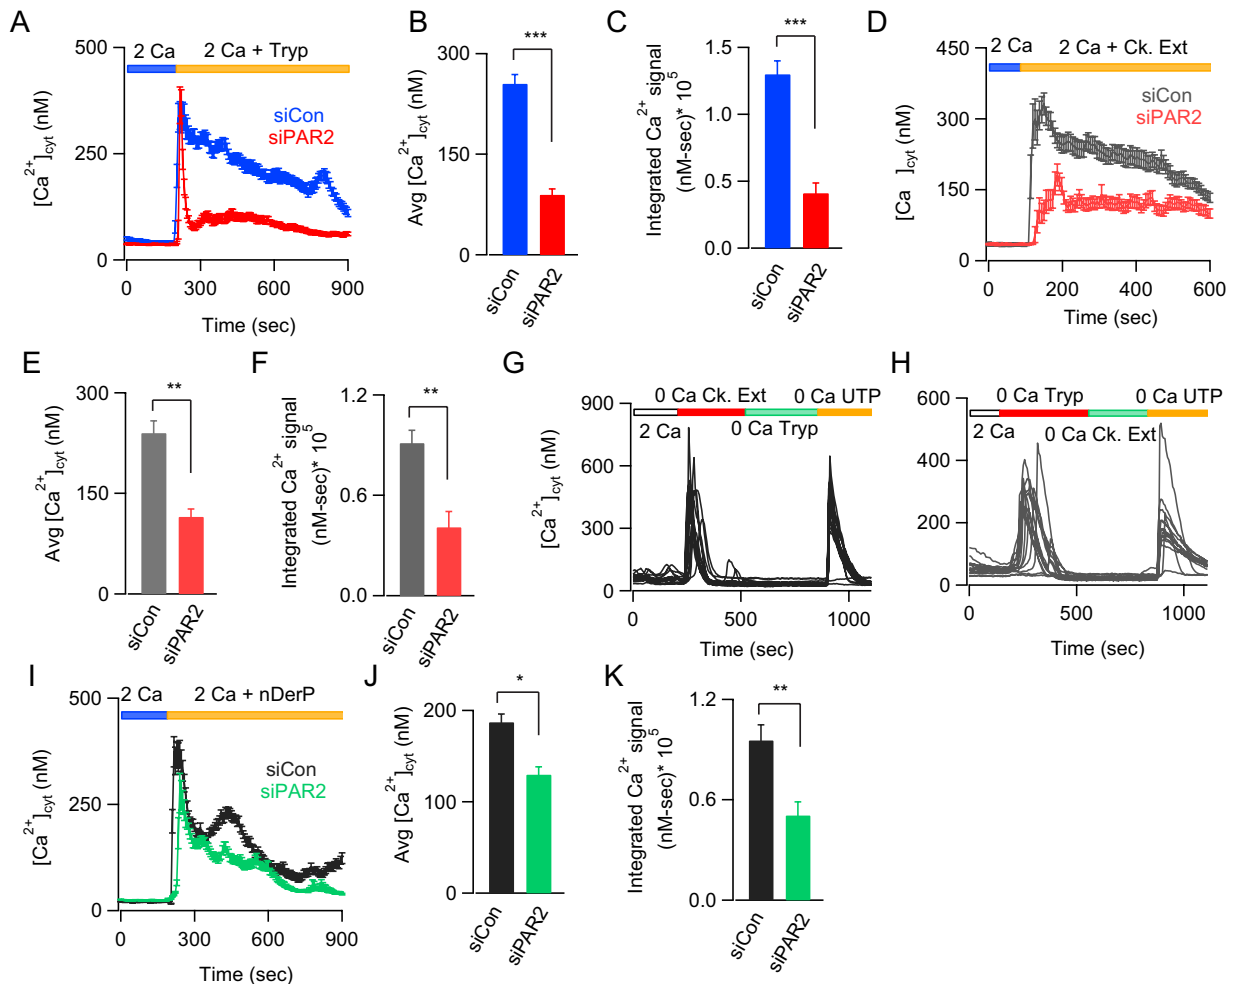 A
500
250
0
[Ca2+]cyt (nM)
2 Ca
2 Ca + Tryp
siCon
siPAR2
0
300
600
900
Time (sec)
B
300
150
0
Avg [Ca2+]cyt (nM)
***
siCon
siPAR2
C
1.5
1.0
0.5
0.0
Integrated Ca2+ signal
(nM-sec)* 10^5
***
siCon
siPAR2
D
450
300
150
0
[Ca ]cyt (nM)
2 Ca
2 Ca + Ck. Ext
siCon
siPAR2
0
200
400
600
Time (sec)
E
300
150
0
Avg [Ca2+]cyt (nM)
**
siCon
siPAR2
F
1.2
0.6
0.0
Integrated Ca2+ signal
(nM-sec)* 10^5
**
siCon
siPAR2
G
900
600
300
0
[Ca2+]cyt (nM)
0 Ca Ck. Ext
0 Ca UTP
2 Ca
0 Ca Tryp
0
500
1000
Time (sec)
H
600
400
200
0
0 Ca Tryp
0 Ca UTP
2 Ca
0 Ca Ck. Ext
0
500
1000
Time (sec)
I
500
250
0
[Ca2+]cyt (nM)
2 Ca
2 Ca + nDerP
siCon
siPAR2
0
300
600
900
Time (sec)
J
200
100
0
Avg [Ca2+]cyt (nM)
*
siCon
siPAR2
K
1.2
0.6
0.0
Integrated Ca2+ signal
(nM-sec)* 10^5
**
siCon
siPAR2